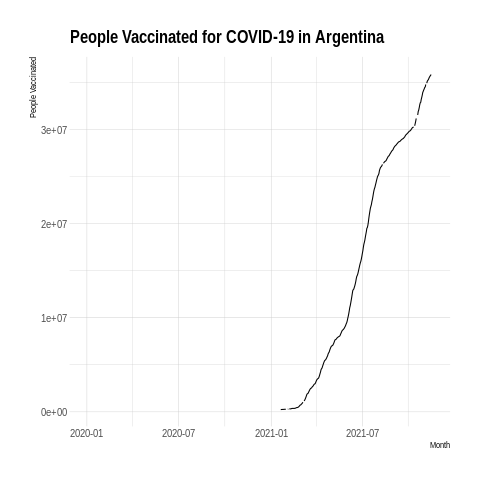 People Vaccinated for COVID-19 in Argentina
People Vaccinated
3e+07
2e+07
1e+07
0e+00
2020-01 2020-07 2021-01 2021-07
Month